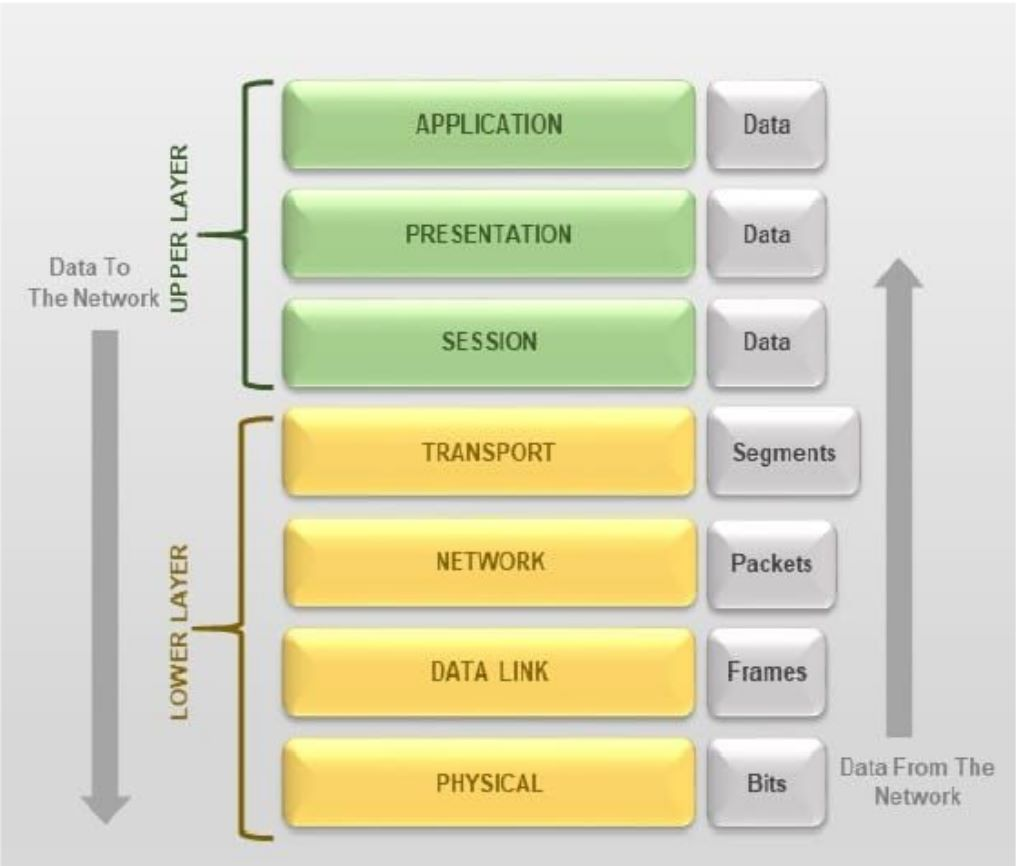 APPLICATION
Data
PRESENTATION
Data
UPPER LAYER
Data To
The Network
SESSION
Data
TRANSPORT
Segments
NETWORK
Packets
LOWER LAYER
DATA LINK
Frames
PHYSICAL
Bits
Data From The
Network